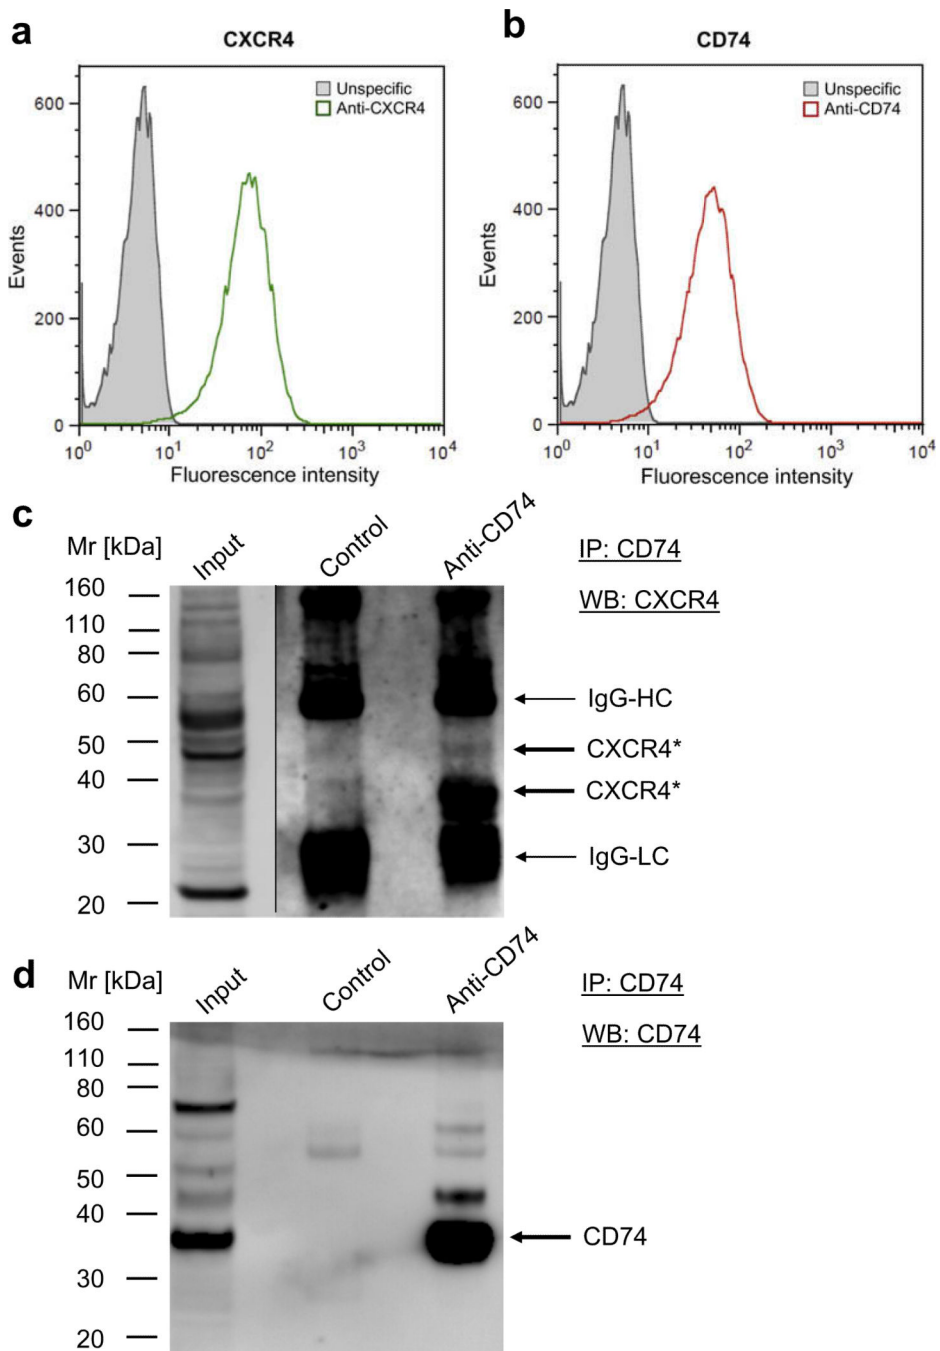 a
CXCR4
Unspecific
Anti-CXCR4
600
400
200
0
Events
10^0 10^1 10^2 10^3 10^4
Fluorescence intensity
b
CD74
Unspecific
Anti-CD74
600
400
200
0
Events
10^0 10^1 10^2 10^3 10^4
Fluorescence intensity
c
Mr [kDa]
Input
Control
Anti-CD74
IP: CD74
WB: CXCR4
160
110
80
60
50
40
30
20
IgG-HC
CXCR4*
CXCR4*
IgG-LC
d
Mr [kDa]
Input
Control
Anti-CD74
IP: CD74
WB: CD74
160
110
80
60
50
40
30
20
CD74